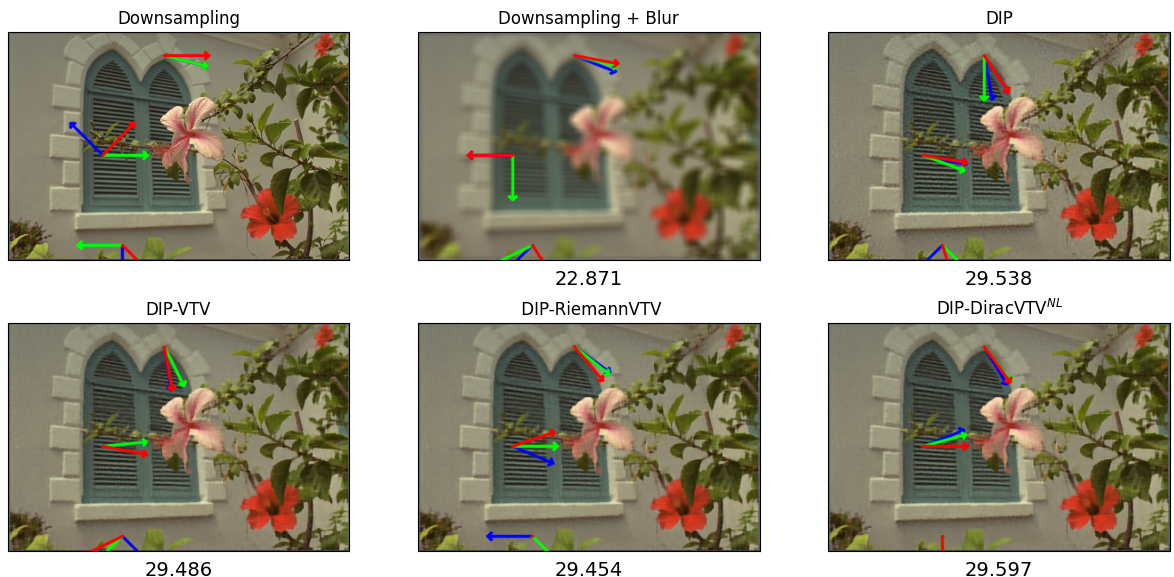 Downsampling
Downsampling + Blur
DIP
22.871
29.538
DIP-VTV
DIP-RiemannVTV
DIP-DiracVTV^NL
29.486
29.454
29.597